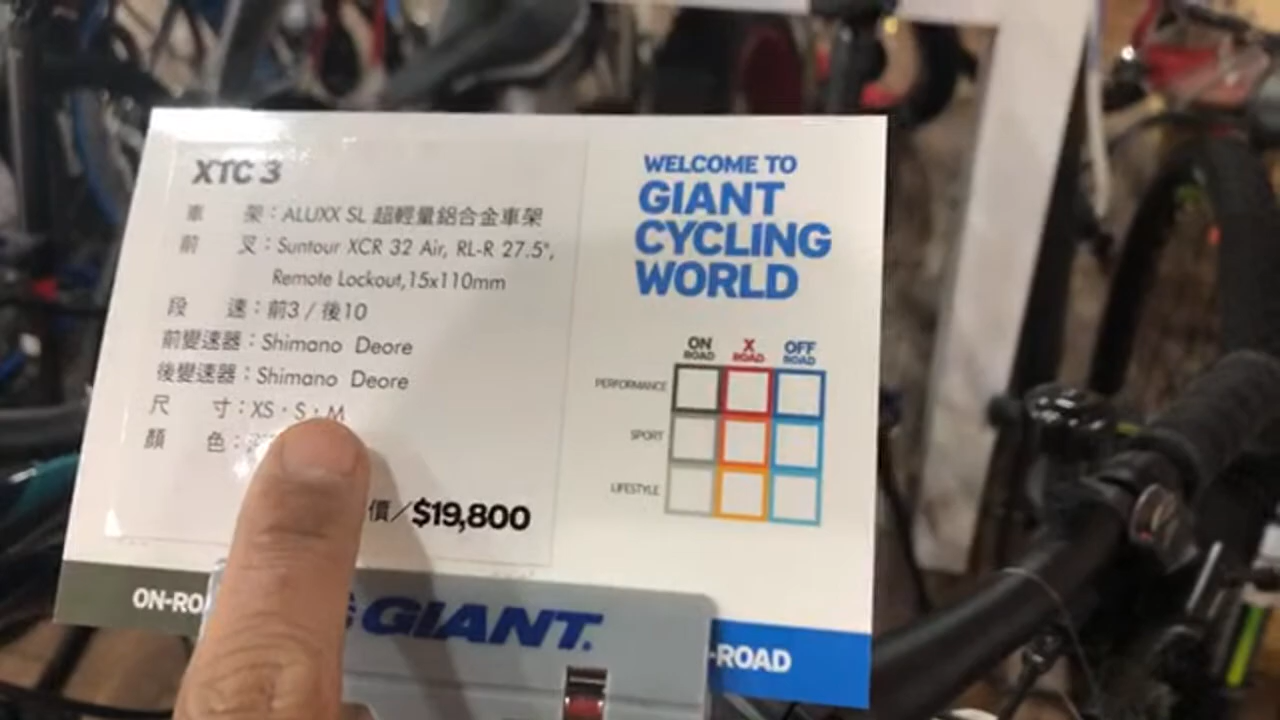 XTC 3
車 架：ALUXX SL 超輕量鋁合金車架
前 叉：Suntour XCR 32 Air, RL-R 27.5",
Remote Lockout,15x110mm
段 速：前3 / 後10
前變速器：Shimano Deore
後變速器：Shimano Deore
尺 寸：XS · S · M
顏 色：
價／$19,800
WELCOME TO
GIANT
CYCLING
WORLD
ON ROAD
X ROAD
OFF ROAD
PERFORMANCE
SPORT
LIFESTYLE
GIANT.
-ROAD